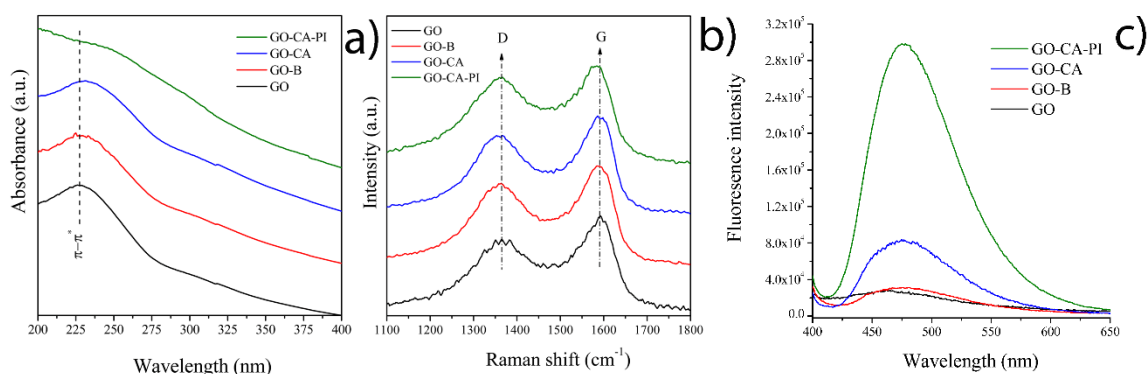 Absorbance (a.u.)
GO-CA-PI
GO-CA
GO-B
GO
π–π*
200 225 250 275 300 325 350 375 400
Wavelength (nm)
a)
Intensity (a.u.)
GO
GO-B
GO-CA
GO-CA-PI
D
G
1100 1200 1300 1400 1500 1600 1700 1800
Raman shift (cm⁻¹)
b)
Fluoresence intensity
3.2x10⁵
2.8x10⁵
2.4x10⁵
2.0x10⁵
1.6x10⁵
1.2x10⁵
8.0x10⁴
4.0x10⁴
0.0
GO-CA-PI
GO-CA
GO-B
GO
400 450 500 550 600 650
Wavelength (nm)
c)